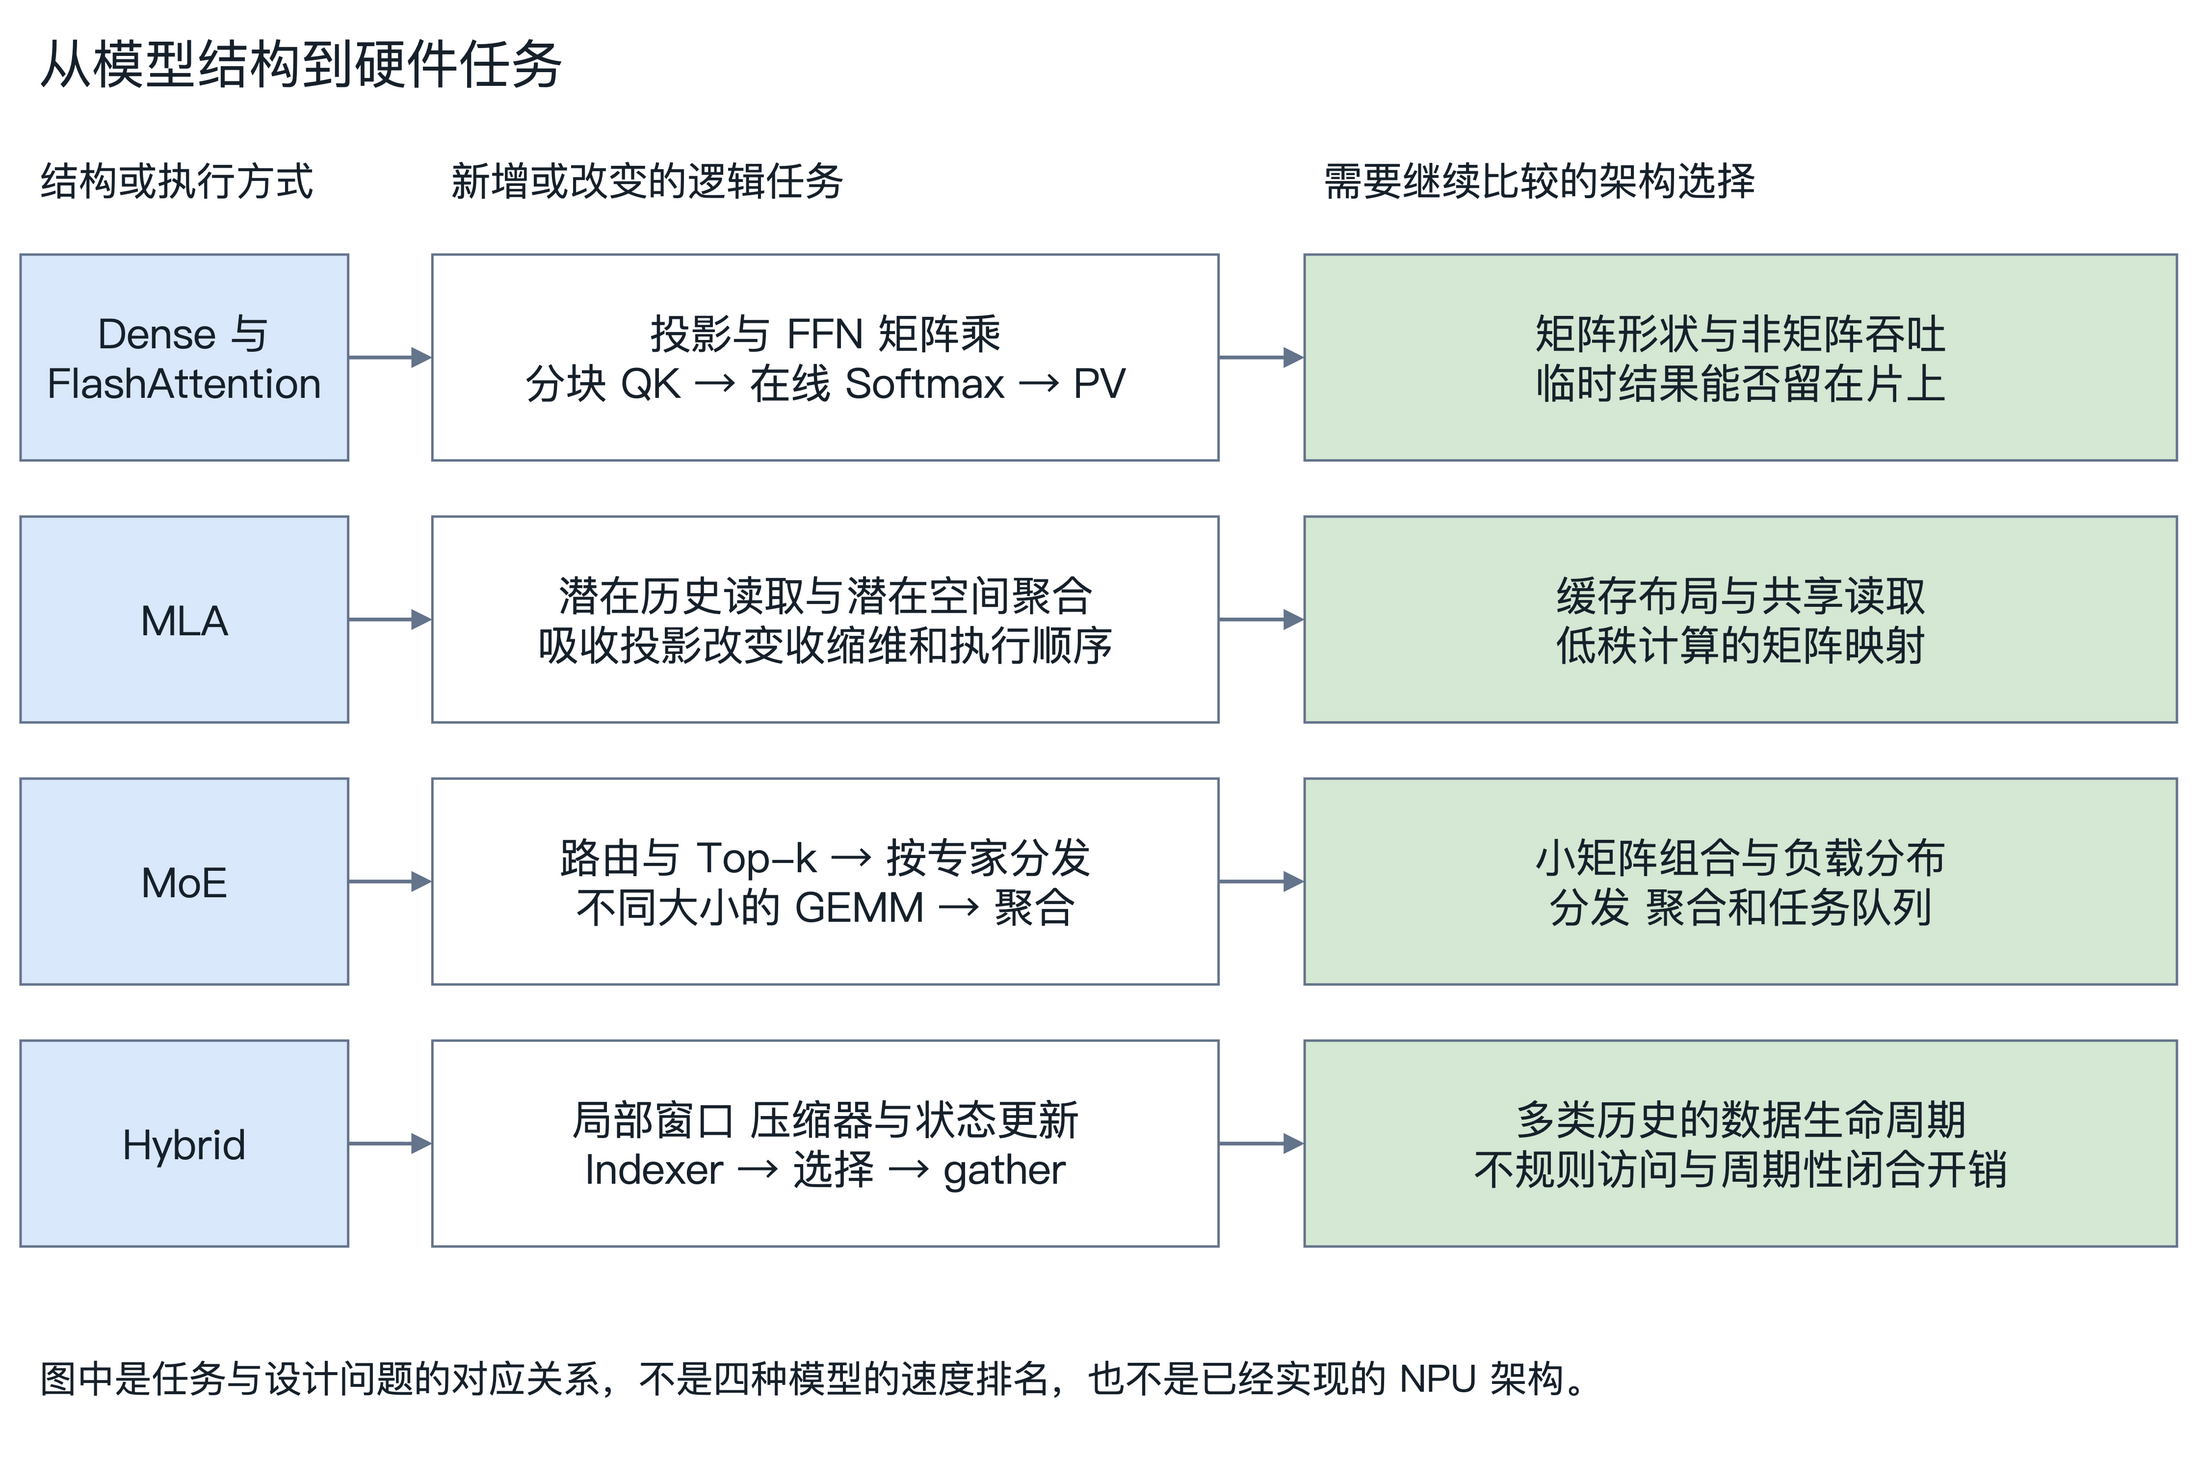 从模型结构到硬件任务
结构或执行方式
新增或改变的逻辑任务
需要继续比较的架构选择
Dense 与
FlashAttention
投影与 FFN 矩阵乘
分块 QK → 在线 Softmax → PV
矩阵形状与非矩阵吞吐
临时结果能否留在片上
MLA
潜在历史读取与潜在空间聚合
吸收投影改变收缩维和执行顺序
缓存布局与共享读取
低秩计算的矩阵映射
MoE
路由与 Top-k → 按专家分发
不同大小的 GEMM → 聚合
小矩阵组合与负载分布
分发 聚合和任务队列
Hybrid
局部窗口 压缩器与状态更新
Indexer → 选择 → gather
多类历史的数据生命周期
不规则访问与周期性闭合开销
图中是任务与设计问题的对应关系，不是四种模型的速度排名，也不是已经实现的 NPU 架构。